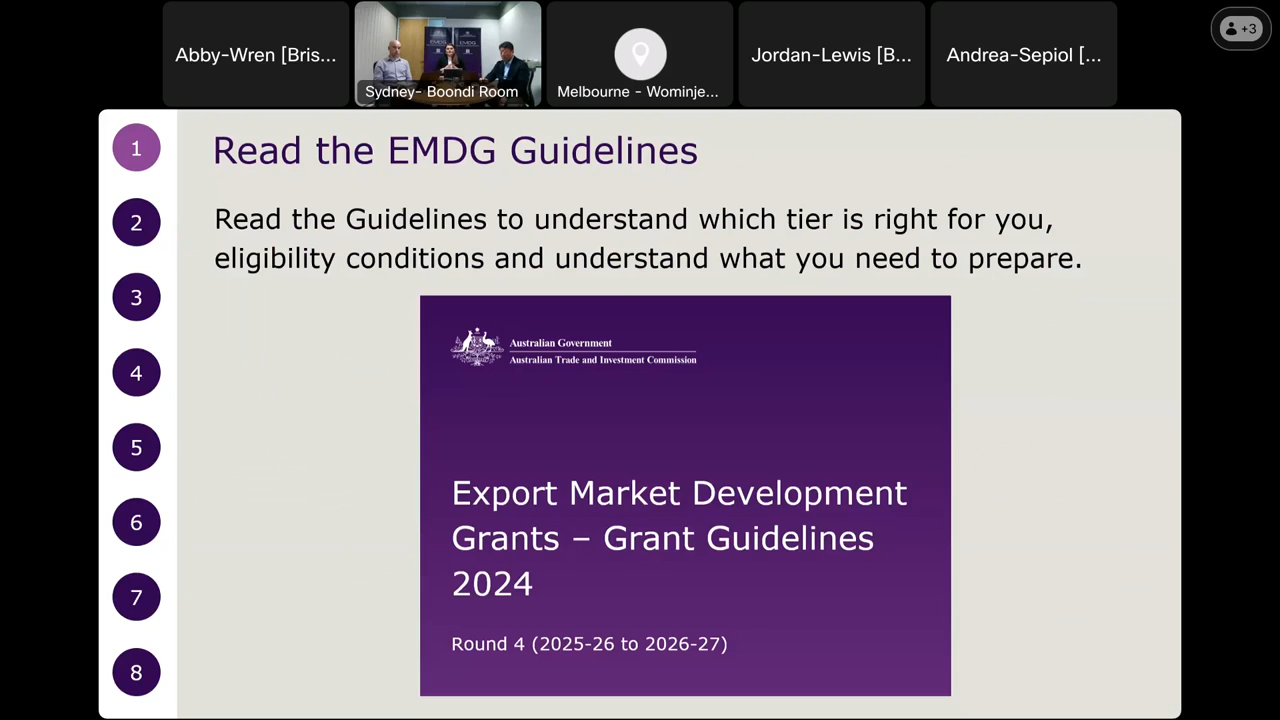 Abby-Wren [Bris...
Sydney- Boondi Room
Melbourne - Wominje...
Jordan-Lewis [B...
Andrea-Sepiol [...
+3
1
Read the EMDG Guidelines
2
Read the Guidelines to understand which tier is right for you,
eligibility conditions and understand what you need to prepare.
3
4
5
6
7
8
Australian Government
Australian Trade and Investment Commission
Export Market Development
Grants – Grant Guidelines
2024
Round 4 (2025-26 to 2026-27)